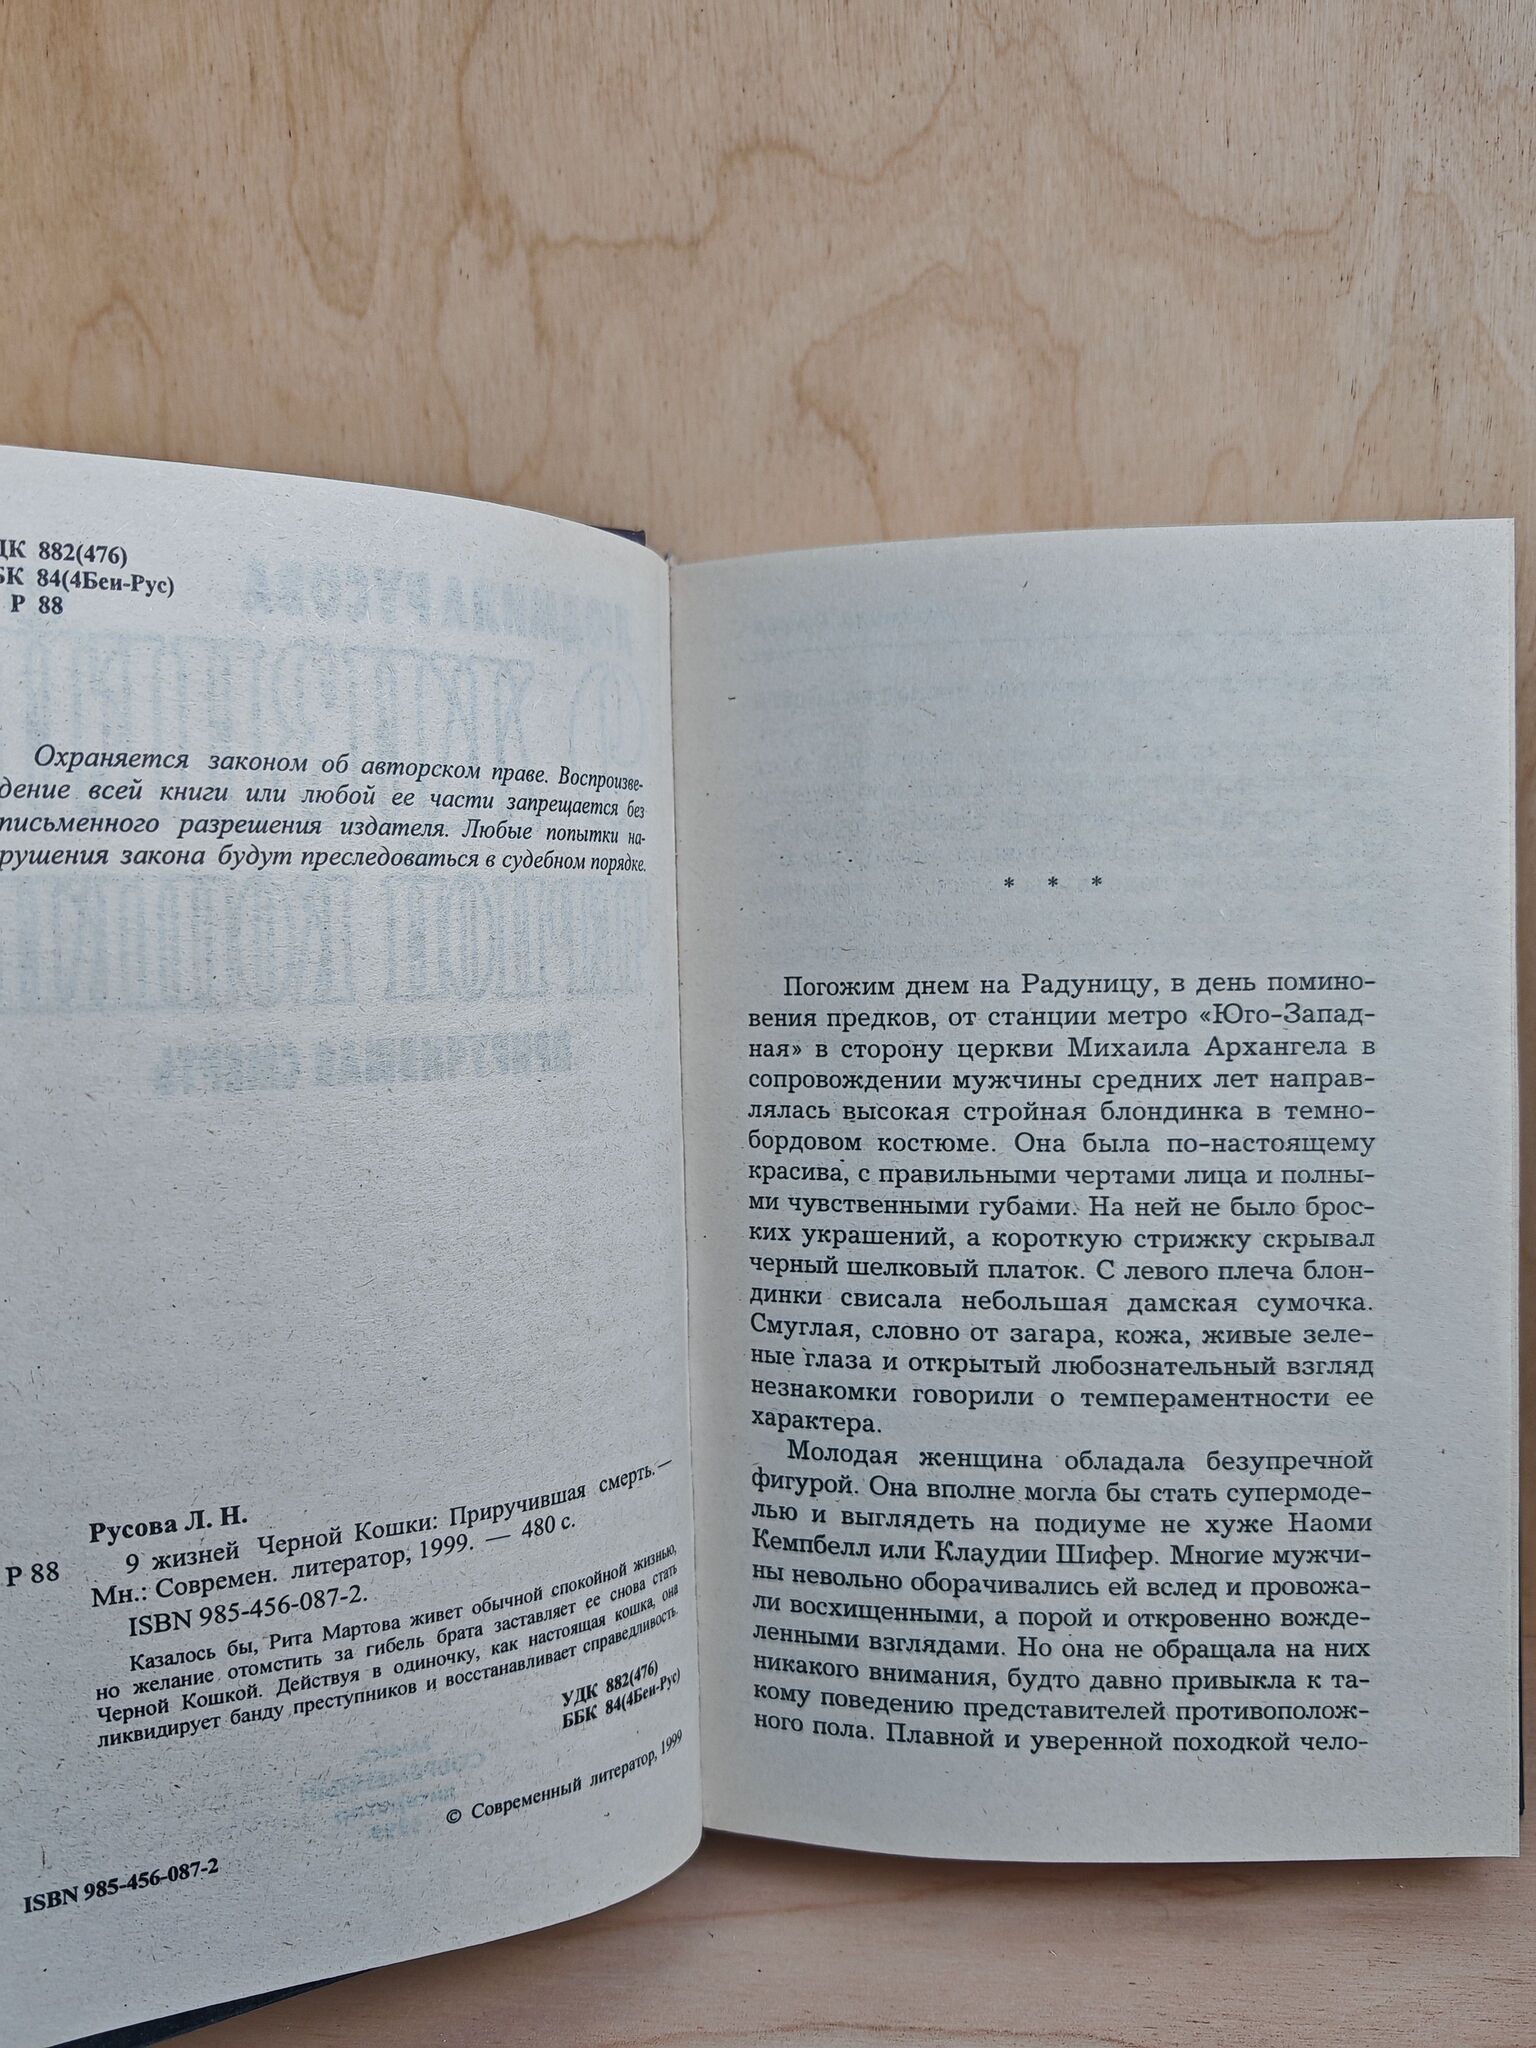 ДК 882(476)
БК 84(4Беи-Рус)
Р 88
Охраняется законом об авторском праве. Воспроизве-
дение всей книги или любой ее части запрещается без
письменного разрешения издателя. Любые попытки на-
рушения закона будут преследоваться в судебном порядке.
Русова Л. Н.
Р 88 9 жизней Черной Кошки: Приручившая смерть. —
Мн.: Современ. литератор, 1999. — 480 с.
ISBN 985-456-087-2.
Казалось бы, Рита Мартова живет обычной спокойной жизнью,
но желание отомстить за гибель брата заставляет ее снова стать
Черной Кошкой. Действуя в одиночку, как настоящая кошка, она
ликвидирует банду преступников и восстанавливает справедливость.
УДК 882(476)
ББК 84(4Беи-Рус)
© Современный литератор, 1999
ISBN 985-456-087-2
* * *
Погожим днем на Радуницу, в день помино-
вения предков, от станции метро «Юго-Запад-
ная» в сторону церкви Михаила Архангела в
сопровождении мужчины средних лет направ-
лялась высокая стройная блондинка в темно-
бордовом костюме. Она была по-настоящему
красива, с правильными чертами лица и полны-
ми чувственными губами. На ней не было брос-
ких украшений, а короткую стрижку скрывал
черный шелковый платок. С левого плеча блон-
динки свисала небольшая дамская сумочка.
Смуглая, словно от загара, кожа, живые зеле-
ные глаза и открытый любознательный взгляд
незнакомки говорили о темпераментности ее
характера.
Молодая женщина обладала безупречной
фигурой. Она вполне могла бы стать супермоде-
лью и выглядеть на подиуме не хуже Наоми
Кемпбелл или Клаудии Шифер. Многие мужчи-
ны невольно оборачивались ей вслед и провожа-
ли восхищенными, а порой и откровенно вожде-
ленными взглядами. Но она не обращала на них
никакого внимания, будто давно привыкла к та-
кому поведению представителей противополож-
ного пола. Плавной и уверенной походкой чело-